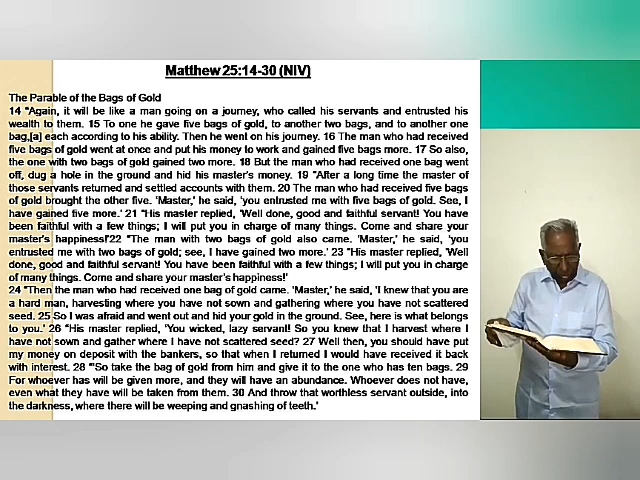 Matthew 25:14-30 (NIV)
The Parable of the Bags of Gold
14 "Again, it will be like a man going on a journey, who called his servants and entrusted his
wealth to them. 15 To one he gave five bags of gold, to another two bags, and to another one
bag,[a] each according to his ability. Then he went on his journey. 16 The man who had received
five bags of gold went at once and put his money to work and gained five bags more. 17 So also,
the one with two bags of gold gained two more. 18 But the man who had received one bag went
off, dug a hole in the ground and hid his master's money. 19 "After a long time the master of
those servants returned and settled accounts with them. 20 The man who had received five bags
of gold brought the other five. 'Master,' he said, 'you entrusted me with five bags of gold. See, I
have gained five more.' 21 "His master replied, 'Well done, good and faithful servant! You have
been faithful with a few things; I will put you in charge of many things. Come and share your
master's happiness!'22 "The man with two bags of gold also came. 'Master,' he said, 'you
entrusted me with two bags of gold; see, I have gained two more.' 23 "His master replied, 'Well
done, good and faithful servant! You have been faithful with a few things; I will put you in charge
of many things. Come and share your master's happiness!'
24 "Then the man who had received one bag of gold came. 'Master,' he said, 'I knew that you are
a hard man, harvesting where you have not sown and gathering where you have not scattered
seed. 25 So I was afraid and went out and hid your gold in the ground. See, here is what belongs
to you.' 26 "His master replied, 'You wicked, lazy servant! So you knew that I harvest where I
have not sown and gather where I have not scattered seed? 27 Well then, you should have put
my money on deposit with the bankers, so that when I returned I would have received it back
with interest. 28 "'So take the bag of gold from him and give it to the one who has ten bags. 29
For whoever has will be given more, and they will have an abundance. Whoever does not have,
even what they have will be taken from them. 30 And throw that worthless servant outside, into
the darkness, where there will be weeping and gnashing of teeth.'